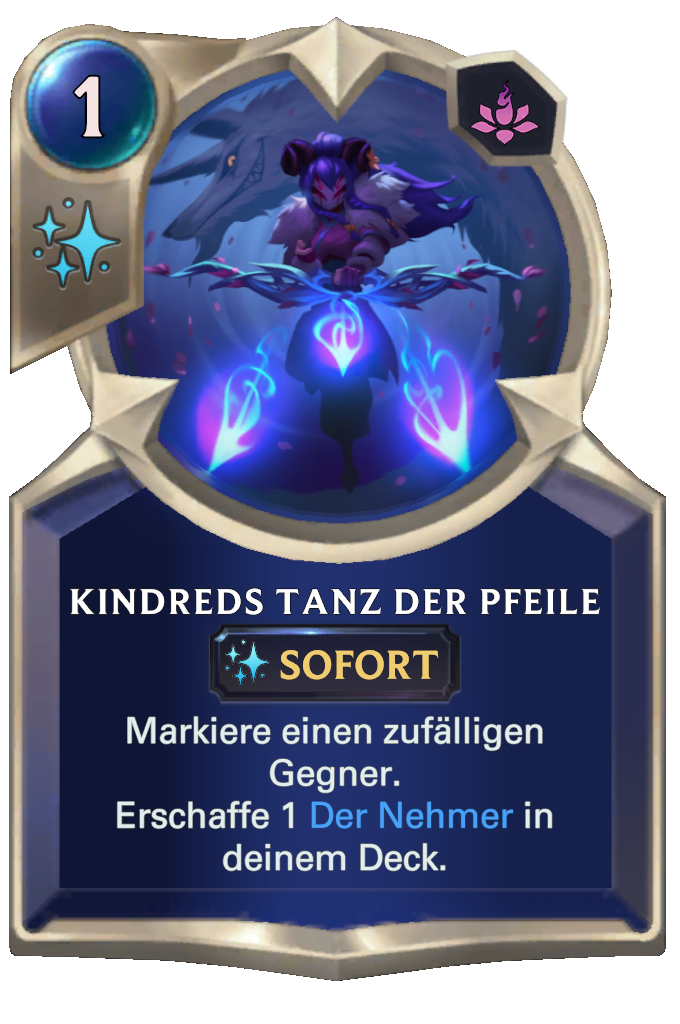 1
KINDREDS TANZ DER PFEILE
SOFORT
Markiere einen zufälligen
Gegner.
Erschaffe 1 Der Nehmer in
deinem Deck.